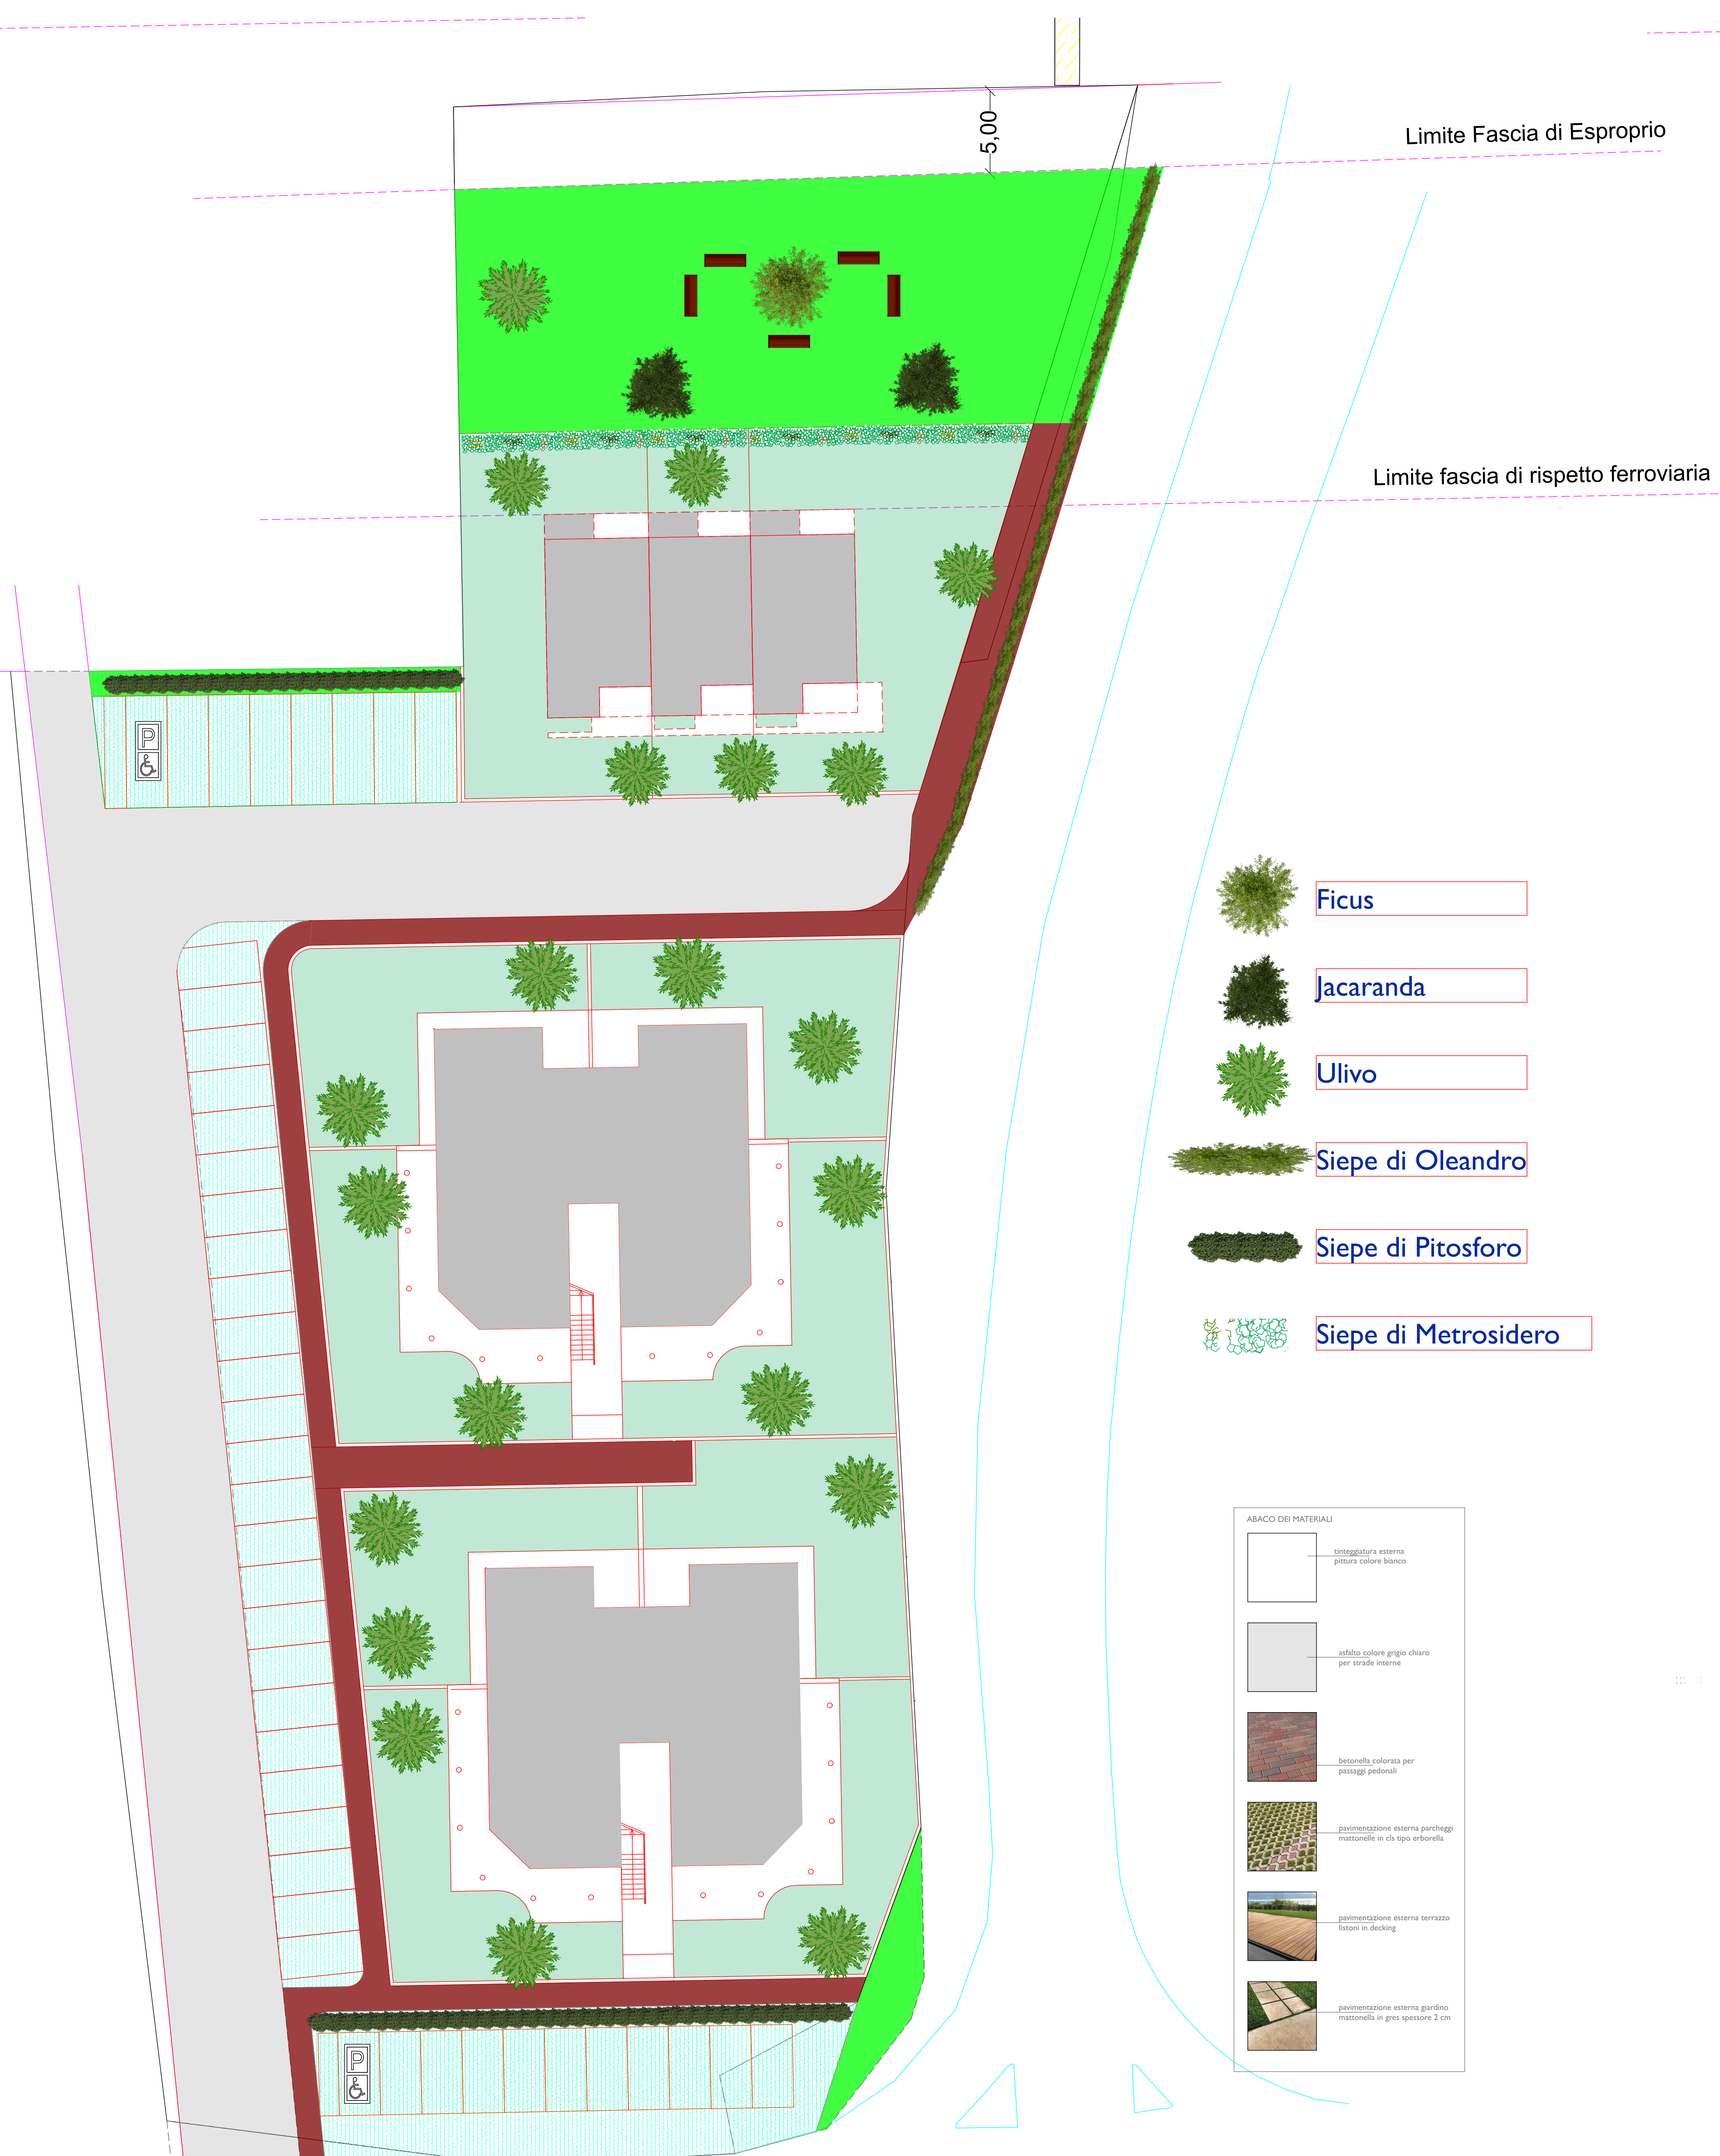 5,00
Limite Fascia di Esproprio
Limite fascia di rispetto ferroviaria
P
Ficus
Jacaranda
Ulivo
Siepe di Oleandro
Siepe di Pitosforo
Siepe di Metrosidero
ABACO DEI MATERIALI
tinteggiatura esterna
pittura colore bianco
asfalto colore grigio chiaro
per strade interne
betonella colorata per
passaggi pedonali
pavimentazione esterna parcheggi
mattonelle in cls tipo erborella
pavimentazione esterna terrazzo
listoni in decking
pavimentazione esterna giardino
mattonella in gres spessore 2 cm
P